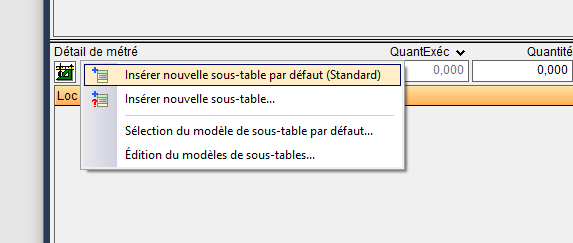 Détail de métré QuantExéc Quantité
0,000 0,000
Insérer nouvelle sous-table par défaut (Standard)
Loc
Insérer nouvelle sous-table...
Sélection du modèle de sous-table par défaut...
Édition du modèles de sous-tables...